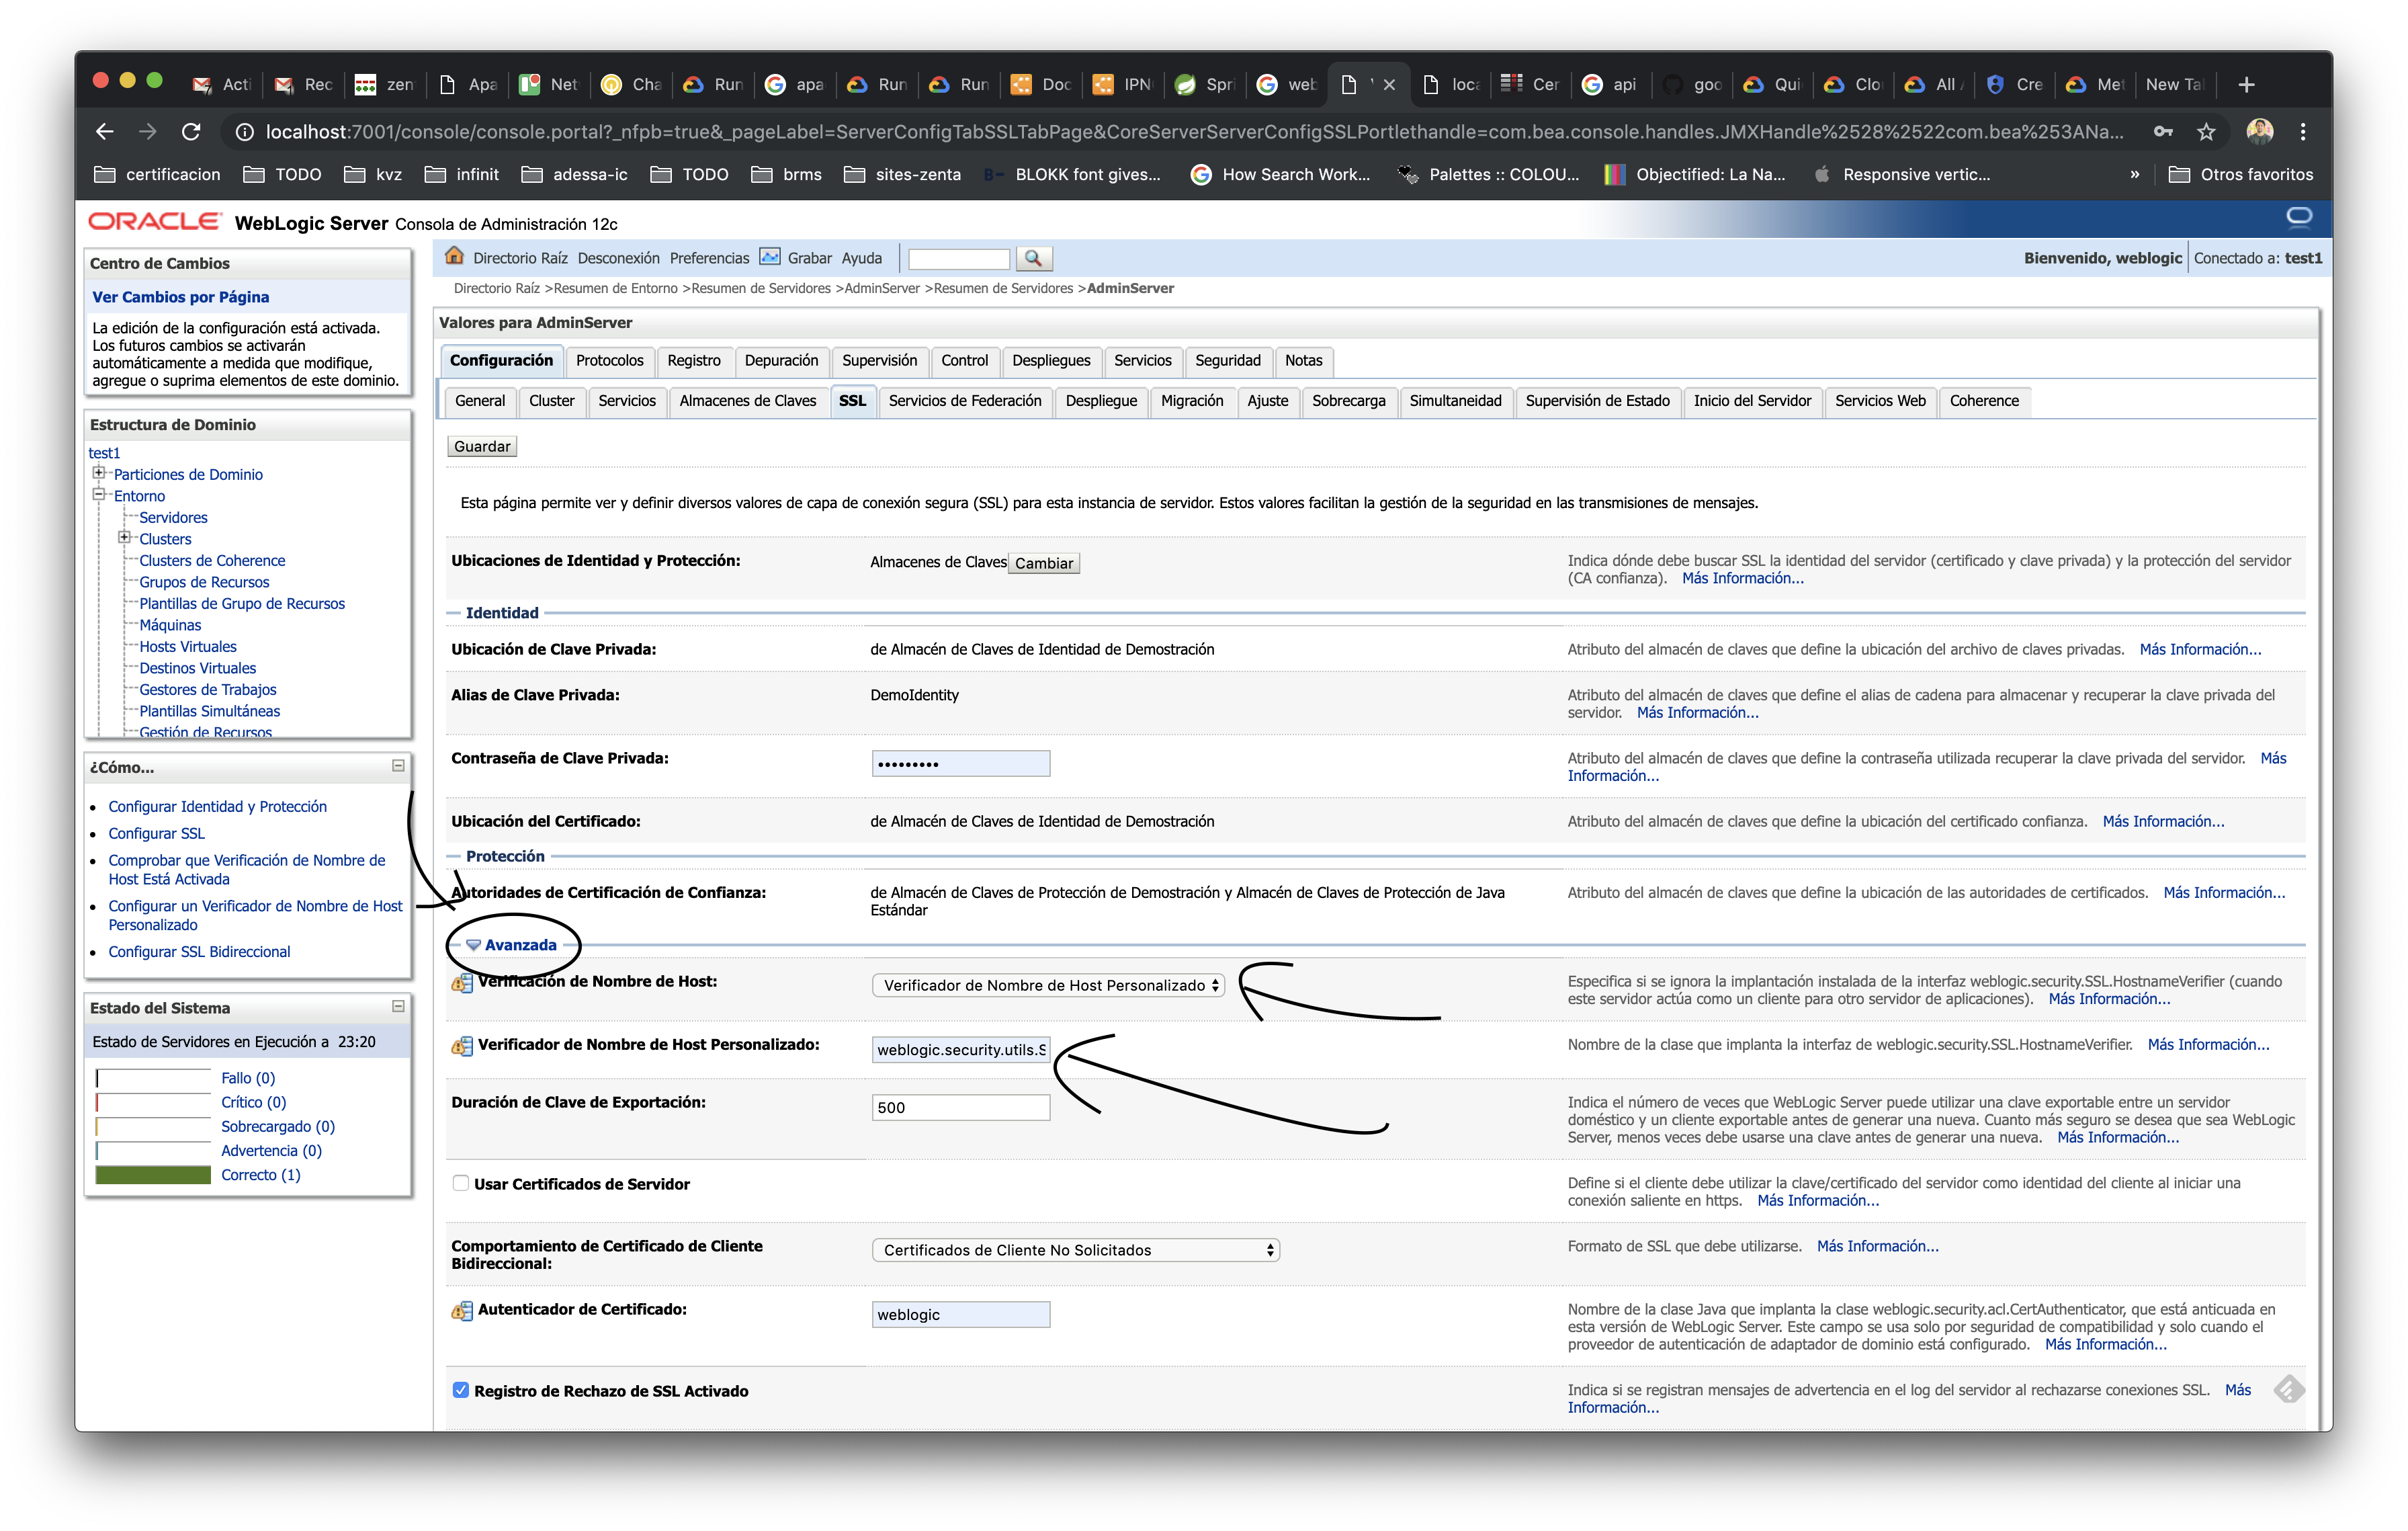 Acti
Rec
zen
Apa
Net
Cha
Run
apa
Run
Run
Doc
IPN
Spri
web
loca
Cer
api
goo
Qui
Clo
All
Cre
Met
New Ta
localhost:7001/console/console.portal?_nfpb=true&_pageLabel=ServerConfigTabSSLTabPage&CoreServerServerConfigSSLPortlethandle=com.bea.console.handles.JMXHandle%2528%2522com.bea%253ANa...
certificacion
TODO
kvz
infinit
adessa-ic
TODO
brms
sites-zenta
BLOKK font gives...
How Search Work...
Palettes :: COLOU...
Objectified: La Na...
Responsive vertic...
»
Otros favoritos
ORACLE WebLogic Server Consola de Administración 12c
Centro de Cambios
Ver Cambios por Página
La edición de la configuración está activada.
Los futuros cambios se activarán
automáticamente a medida que modifique,
agregue o suprima elementos de este dominio.
Estructura de Dominio
test1
Particiones de Dominio
Entorno
Servidores
Clusters
Clusters de Coherence
Grupos de Recursos
Plantillas de Grupo de Recursos
Máquinas
Hosts Virtuales
Destinos Virtuales
Gestores de Trabajos
Plantillas Simultáneas
Gestión de Recursos
¿Cómo...
Configurar Identidad y Protección
Configurar SSL
Comprobar que Verificación de Nombre de
Host Está Activada
Configurar un Verificador de Nombre de Host
Personalizado
Configurar SSL Bidireccional
Estado del Sistema
Estado de Servidores en Ejecución a 23:20
Fallo (0)
Crítico (0)
Sobrecargado (0)
Advertencia (0)
Correcto (1)
Directorio Raíz Desconexión Preferencias Grabar Ayuda
Bienvenido, weblogic Conectado a: test1
Directorio Raíz >Resumen de Entorno >Resumen de Servidores >AdminServer >Resumen de Servidores >AdminServer
Valores para AdminServer
Configuración Protocolos Registro Depuración Supervisión Control Despliegues Servicios Seguridad Notas
General Cluster Servicios Almacenes de Claves SSL Servicios de Federación Despliegue Migración Ajuste Sobrecarga Simultaneidad Supervisión de Estado Inicio del Servidor Servicios Web Coherence
Guardar
Esta página permite ver y definir diversos valores de capa de conexión segura (SSL) para esta instancia de servidor. Estos valores facilitan la gestión de la seguridad en las transmisiones de mensajes.
Ubicaciones de Identidad y Protección:
Almacenes de Claves Cambiar
Indica dónde debe buscar SSL la identidad del servidor (certificado y clave privada) y la protección del servidor
(CA confianza). Más Información...
Identidad
Ubicación de Clave Privada:
de Almacén de Claves de Identidad de Demostración
Atributo del almacén de claves que define la ubicación del archivo de claves privadas. Más Información...
Alias de Clave Privada:
DemoIdentity
Atributo del almacén de claves que define el alias de cadena para almacenar y recuperar la clave privada del
servidor. Más Información...
Contraseña de Clave Privada:
•••••••••
Atributo del almacén de claves que define la contraseña utilizada recuperar la clave privada del servidor. Más
Información...
Ubicación del Certificado:
de Almacén de Claves de Identidad de Demostración
Atributo del almacén de claves que define la ubicación del certificado confianza. Más Información...
Protección
Autoridades de Certificación de Confianza:
de Almacén de Claves de Protección de Demostración y Almacén de Claves de Protección de Java
Estándar
Atributo del almacén de claves que define la ubicación de las autoridades de certificados. Más Información...
Avanzada
Verificación de Nombre de Host:
Verificador de Nombre de Host Personalizado
Especifica si se ignora la implantación instalada de la interfaz weblogic.security.SSL.HostnameVerifier (cuando
este servidor actúa como un cliente para otro servidor de aplicaciones). Más Información...
Verificador de Nombre de Host Personalizado:
weblogic.security.utils.S
Nombre de la clase que implanta la interfaz de weblogic.security.SSL.HostnameVerifier. Más Información...
Duración de Clave de Exportación:
500
Indica el número de veces que WebLogic Server puede utilizar una clave exportable entre un servidor
doméstico y un cliente exportable antes de generar una nueva. Cuanto más seguro se desea que sea WebLogic
Server, menos veces debe usarse una clave antes de generar una nueva. Más Información...
Usar Certificados de Servidor
Define si el cliente debe utilizar la clave/certificado del servidor como identidad del cliente al iniciar una
conexión saliente en https. Más Información...
Comportamiento de Certificado de Cliente
Bidireccional:
Certificados de Cliente No Solicitados
Formato de SSL que debe utilizarse. Más Información...
Autenticador de Certificado:
weblogic
Nombre de la clase Java que implanta la clase weblogic.security.acl.CertAuthenticator, que está anticuada en
esta versión de WebLogic Server. Este campo se usa solo por seguridad de compatibilidad y solo cuando el
proveedor de autenticación de adaptador de dominio está configurado. Más Información...
Registro de Rechazo de SSL Activado
Indica si se registran mensajes de advertencia en el log del servidor al rechazarse conexiones SSL. Más
Información...